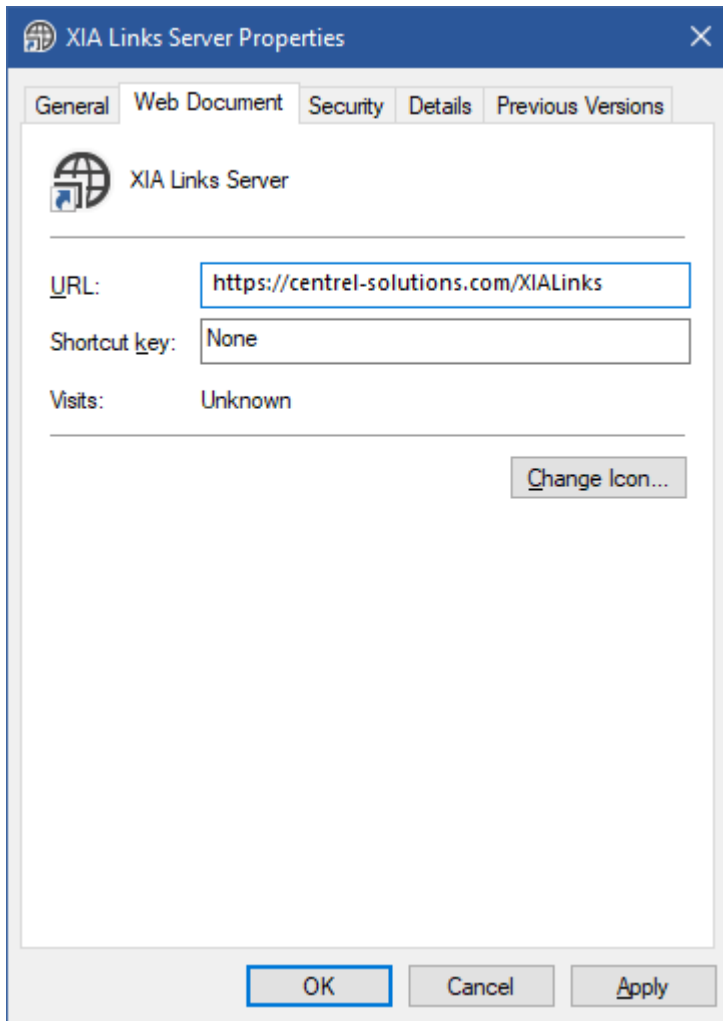 XIA Links Server Properties
General Web Document Security Details Previous Versions
XIA Links Server
URL: https://centrel-solutions.com/XIALinks
Shortcut key: None
Visits: Unknown
Change Icon...
OK Cancel Apply